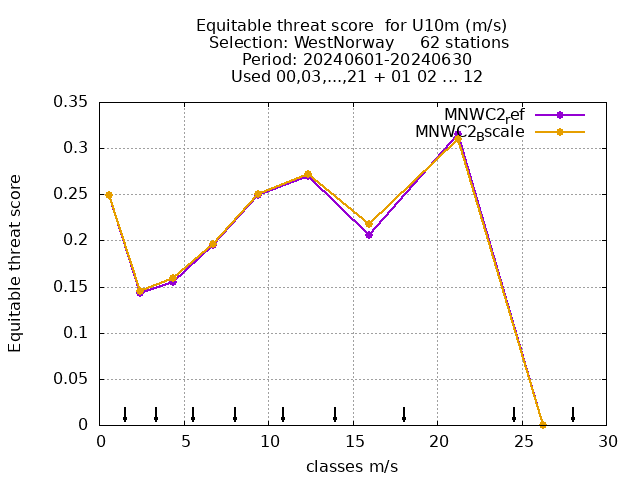 Equitable threat score  for U10m (m/s)
Selection: WestNorway     62 stations
Period: 20240601-20240630
Used 00,03,...,21 + 01 02 ... 12
MNWC2_ref
MNWC2_Bscale
Equitable threat score
0.35
0.3
0.25
0.2
0.15
0.1
0.05
0
0 5 10 15 20 25 30
classes m/s